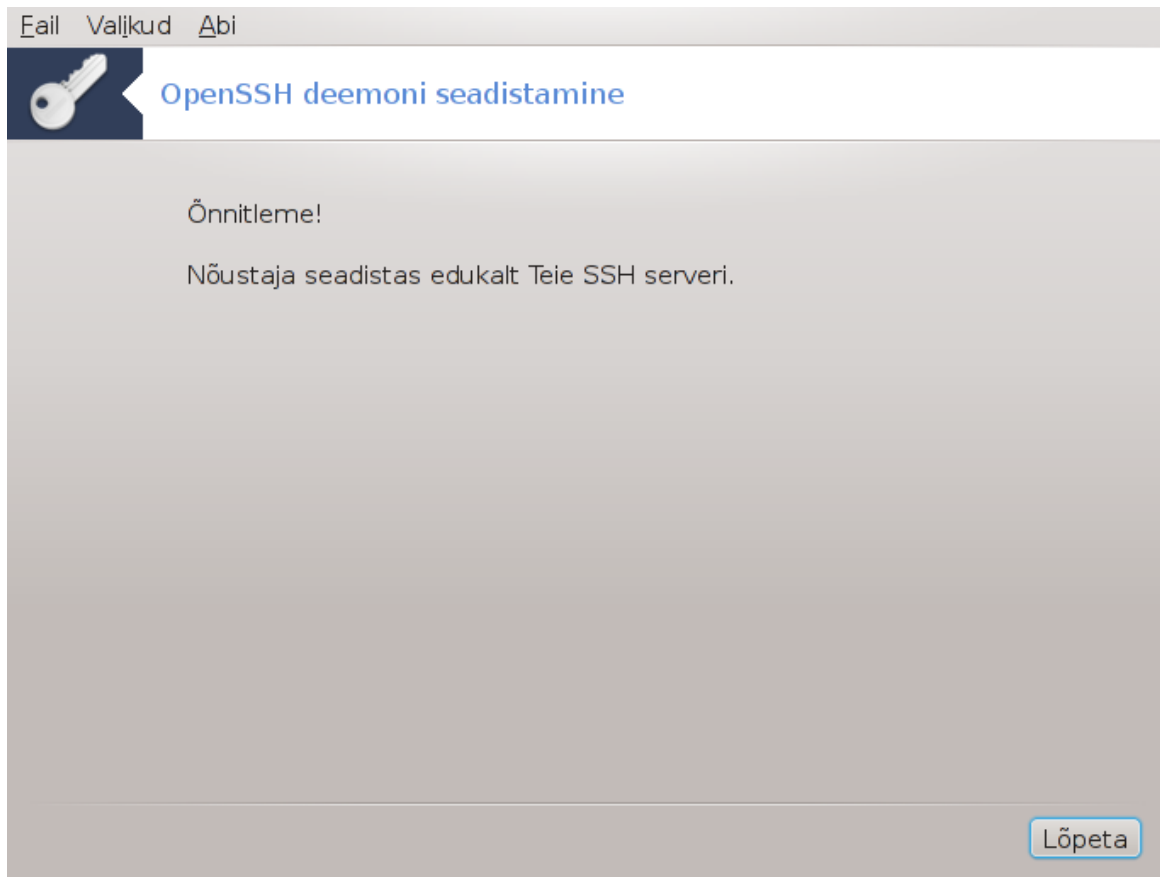 Fail Valikud Abi
OpenSSH deemoni seadistamine
Õnnitleme!
Nõustaja seadistas edukalt Teie SSH serveri.
Lõpeta